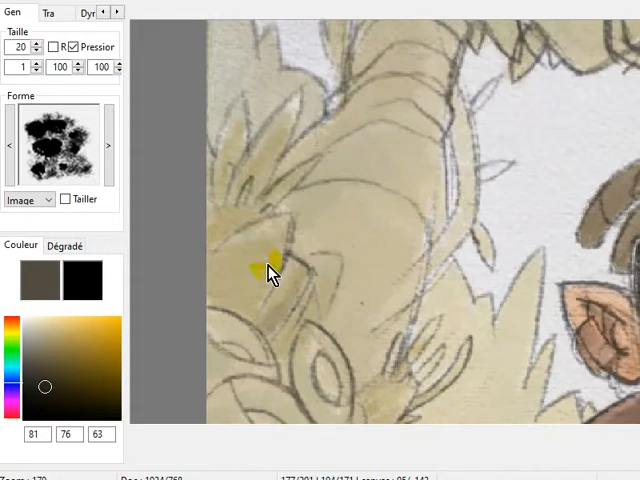 Gen Tra Dyr
Taille
20 R Pression
1 100 100
Forme
< >
Image Tailler
Couleur Dégradé
81 76 63